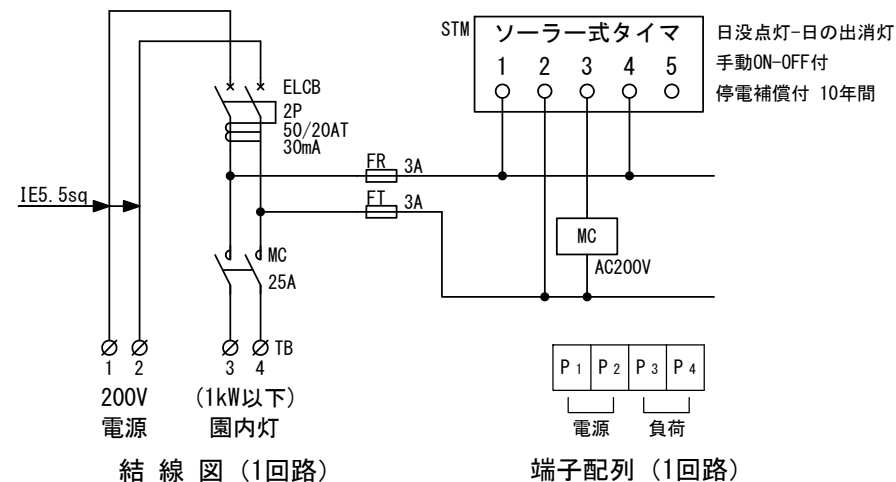 STM
ソーラー式タイマ
1 2 3 4 5
日没点灯-日の出消灯
手動ON-OFF付
停電補償付 10年間
ELCB
2P
50/20AT
30mA
FR 3A
FT 3A
IE5.5sq
MC
25A
MC
AC200V
TB
1 2 3 4
200V
電源
(1kW以下)
園内灯
結 線 図 (1回路)
P1 P2 P3 P4
電源 負荷
端子配列 (1回路)